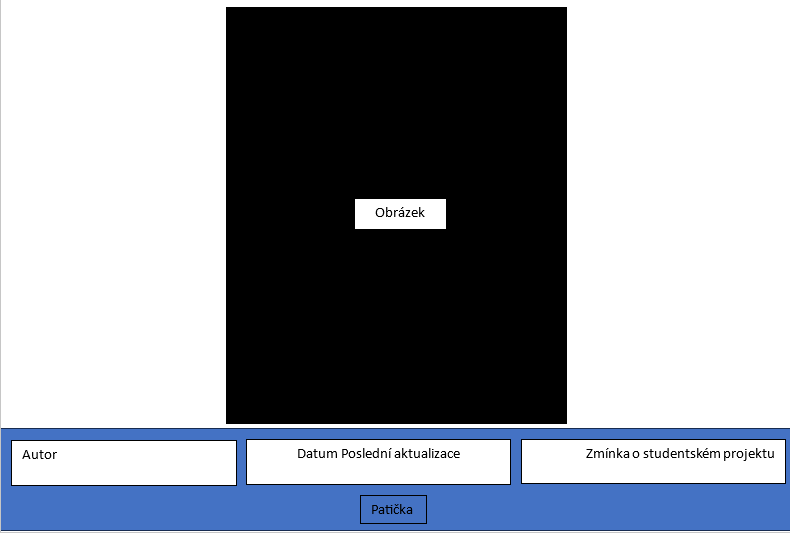 Obrázek
Autor
Datum Poslední aktualizace
Zmínka o studentském projektu
Patička